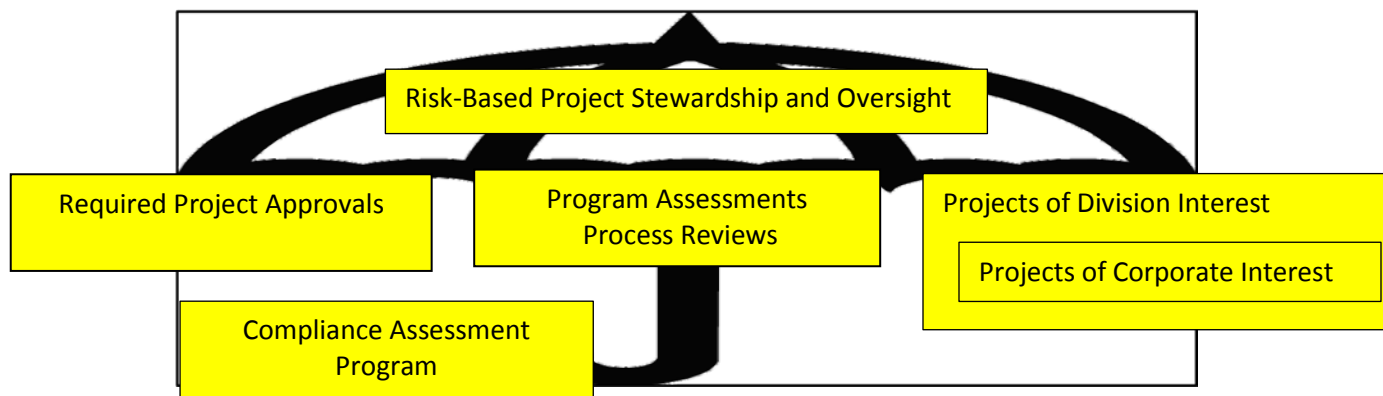 Risk-Based Project Stewardship and Oversight
Required Project Approvals
Program Assessments
Process Reviews
Projects of Division Interest
Projects of Corporate Interest
Compliance Assessment
Program